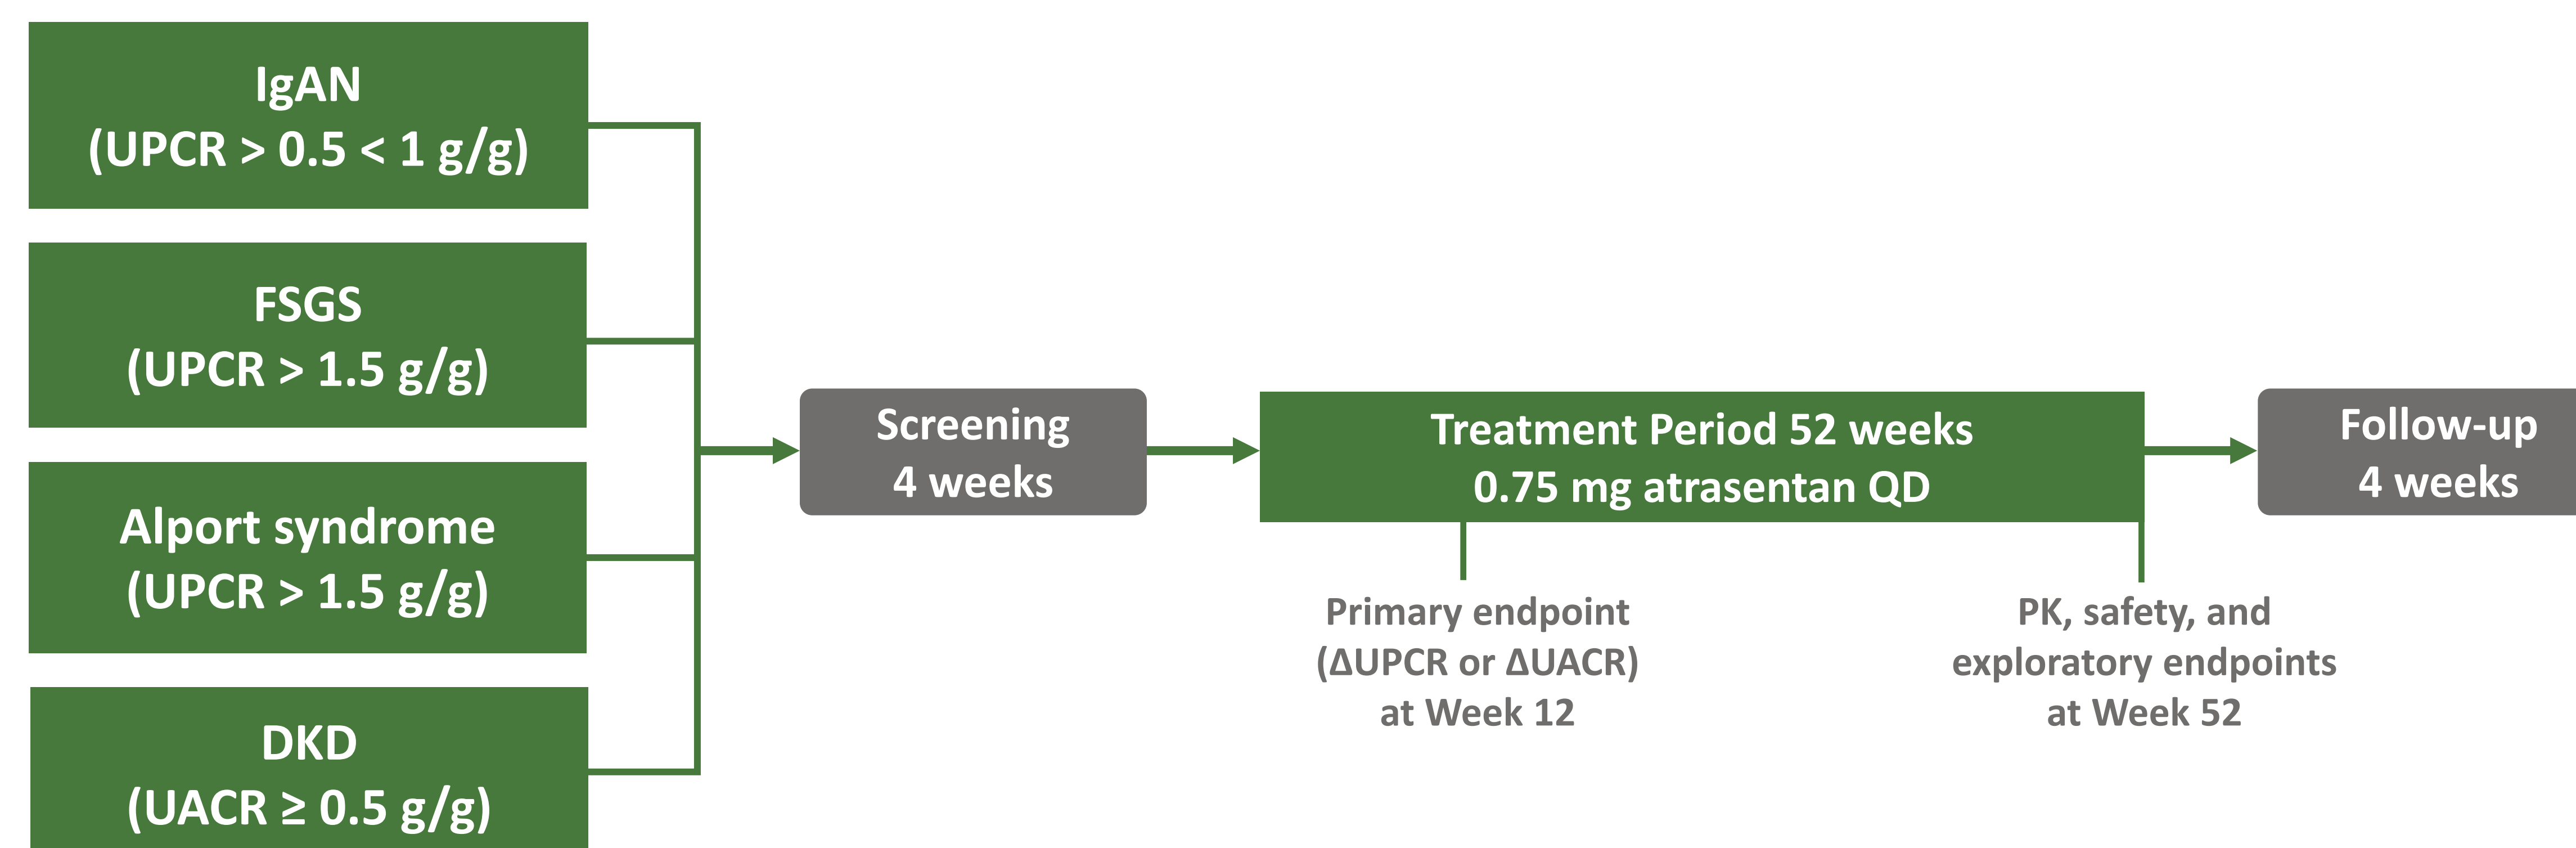 IgAN
(UPCR > 0.5 < 1 g/g)
FSGS
(UPCR > 1.5 g/g)
Alport syndrome
(UPCR > 1.5 g/g)
DKD
(UACR ≥ 0.5 g/g)
Screening
4 weeks
Treatment Period 52 weeks
0.75 mg atrasentan QD
Primary endpoint
(ΔUPCR or ΔUACR)
at Week 12
PK, safety, and
exploratory endpoints
at Week 52
Follow-up
4 weeks